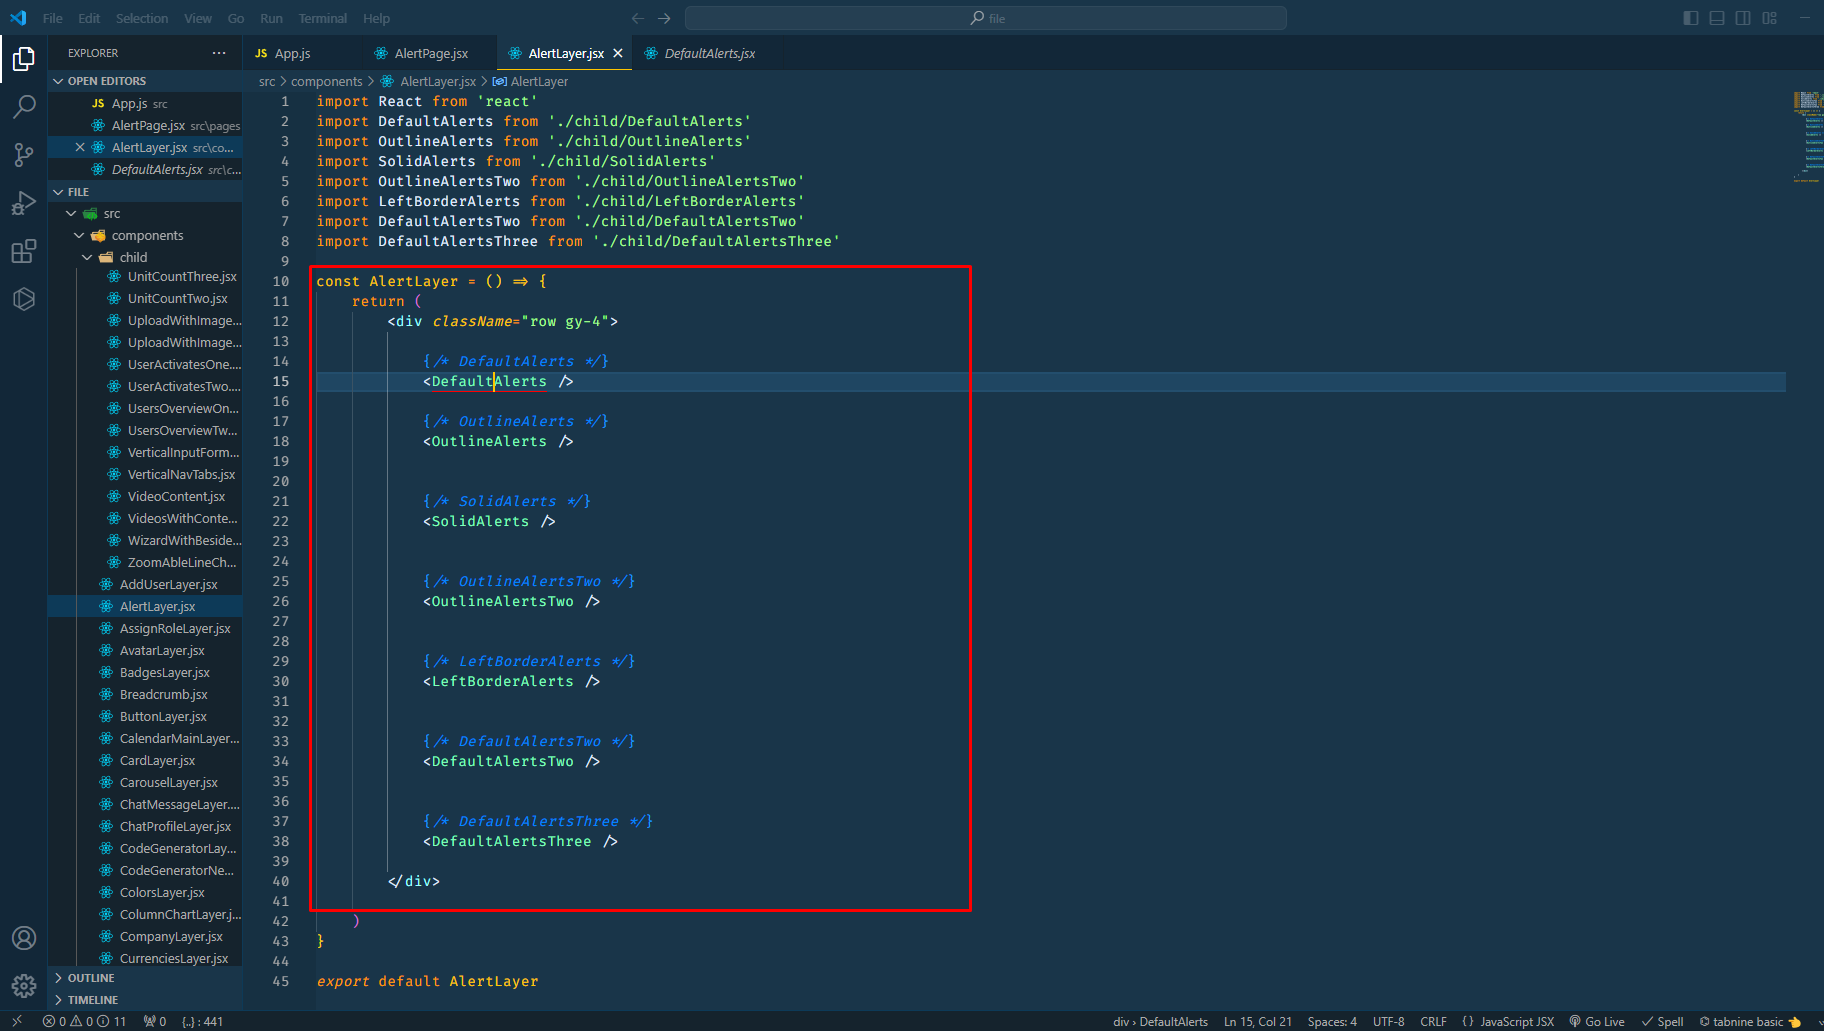 File Edit Selection View Go Run Terminal Help
file
EXPLORER
JS App.js
AlertPage.jsx
AlertLayer.jsx
DefaultAlerts.jsx
OPEN EDITORS
JS App.js src
AlertPage.jsx src\pages
AlertLayer.jsx src\co...
DefaultAlerts.jsx src\c...
FILE
src
components
child
UnitCountThree.jsx
UnitCountTwo.jsx
UploadWithImage...
UploadWithImage...
UserActivatesOne....
UserActivatesTwo....
UsersOverviewOn...
UsersOverviewTw...
VerticalInputForm...
VerticalNavTabs.jsx
VideoContent.jsx
VideosWithConte...
WizardWithBeside...
ZoomAbleLineCh...
AddUserLayer.jsx
AlertLayer.jsx
AssignRoleLayer.jsx
AvatarLayer.jsx
BadgesLayer.jsx
Breadcrumb.jsx
ButtonLayer.jsx
CalendarMainLayer...
CardLayer.jsx
CarouselLayer.jsx
ChatMessageLayer....
ChatProfileLayer.jsx
CodeGeneratorLay...
CodeGeneratorNe...
ColorsLayer.jsx
ColumnChartLayer.j...
CompanyLayer.jsx
CurrenciesLayer.jsx
OUTLINE
TIMELINE
src > components > AlertLayer.jsx > AlertLayer
1 import React from 'react'
2 import DefaultAlerts from './child/DefaultAlerts'
3 import OutlineAlerts from './child/OutlineAlerts'
4 import SolidAlerts from './child/SolidAlerts'
5 import OutlineAlertsTwo from './child/OutlineAlertsTwo'
6 import LeftBorderAlerts from './child/LeftBorderAlerts'
7 import DefaultAlertsTwo from './child/DefaultAlertsTwo'
8 import DefaultAlertsThree from './child/DefaultAlertsThree'
9
10 const AlertLayer = () => {
11 return (
12 <div className="row gy-4">
13
14 {/* DefaultAlerts */}
15 <DefaultAlerts />
16
17 {/* OutlineAlerts */}
18 <OutlineAlerts />
19
20
21 {/* SolidAlerts */}
22 <SolidAlerts />
23
24
25 {/* OutlineAlertsTwo */}
26 <OutlineAlertsTwo />
27
28
29 {/* LeftBorderAlerts */}
30 <LeftBorderAlerts />
31
32
33 {/* DefaultAlertsTwo */}
34 <DefaultAlertsTwo />
35
36
37 {/* DefaultAlertsThree */}
38 <DefaultAlertsThree />
39
40 </div>
41
42 )
43 }
44
45 export default AlertLayer
0 0 11 0 {..} : 441 div › DefaultAlerts Ln 15, Col 21 Spaces: 4 UTF-8 CRLF {} JavaScript JSX Go Live Spell tabnine basic